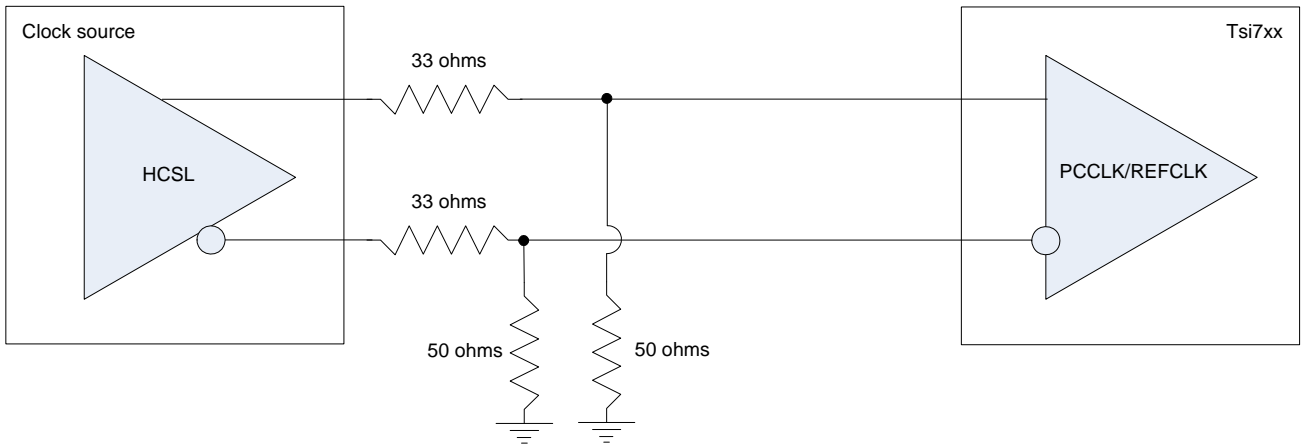 Clock source
Tsi7xx
33 ohms
HCSL
PCCLK/REFCLK
33 ohms
50 ohms
50 ohms